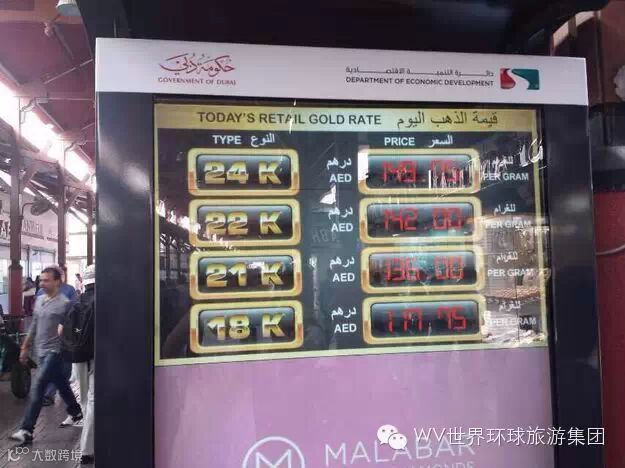 حكومة دبي
GOVERNMENT OF DUBAI
دائرة التنمية الاقتصادية
DEPARTMENT OF ECONOMIC DEVELOPMENT
TODAY'S RETAIL GOLD RATE قيمة الذهب اليوم
TYPE النوع PRICE السعر
24 K درهم AED للغرام PER GRAM
22 K درهم AED 142.00 للغرام PER GRAM
21 K درهم AED 136.00 للغرام PER GRAM
18 K درهم AED للغرام PER GRAM
MALABAR
WV世界环球旅游集团
大数跨境